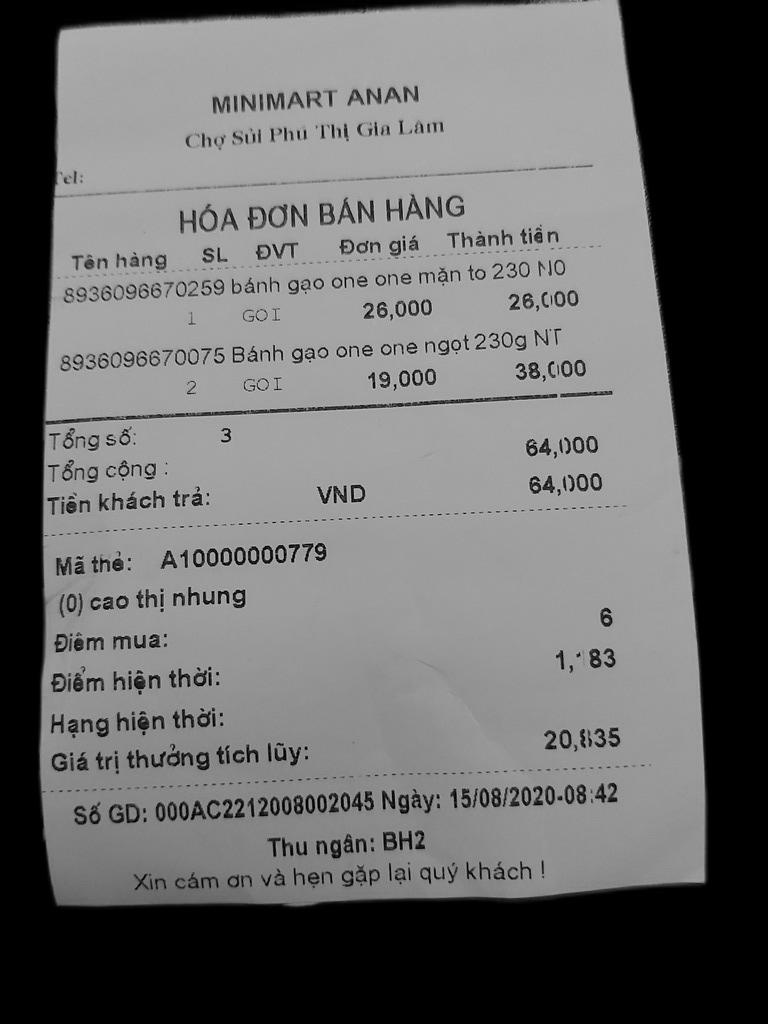 MINIMART ANAN
Chợ Sủi Phú Thị Gia Lâm
Tel:
HÓA ĐƠN BÁN HÀNG
Tên hàng SL ĐVT Đơn giá Thành tiền
8936096670259 bánh gạo one one mặn to 230 N0
1 GOI 26,000 26,000
8936096670075 Bánh gạo one one ngọt 230g NT
2 GOI 19,000 38,000
Tổng số: 3
Tổng cộng : 64,000
Tiền khách trả: VND 64,000
Mã thẻ: A10000000779
(0) cao thị nhung
Điểm mua: 6
Điểm hiện thời:
Hạng hiện thời:
Giá trị thưởng tích lũy: 20,835
Số GD: 000AC2212008002045 Ngày: 15/08/2020-08:42
Thu ngân: BH2
Xin cám ơn và hẹn gặp lại quý khách !